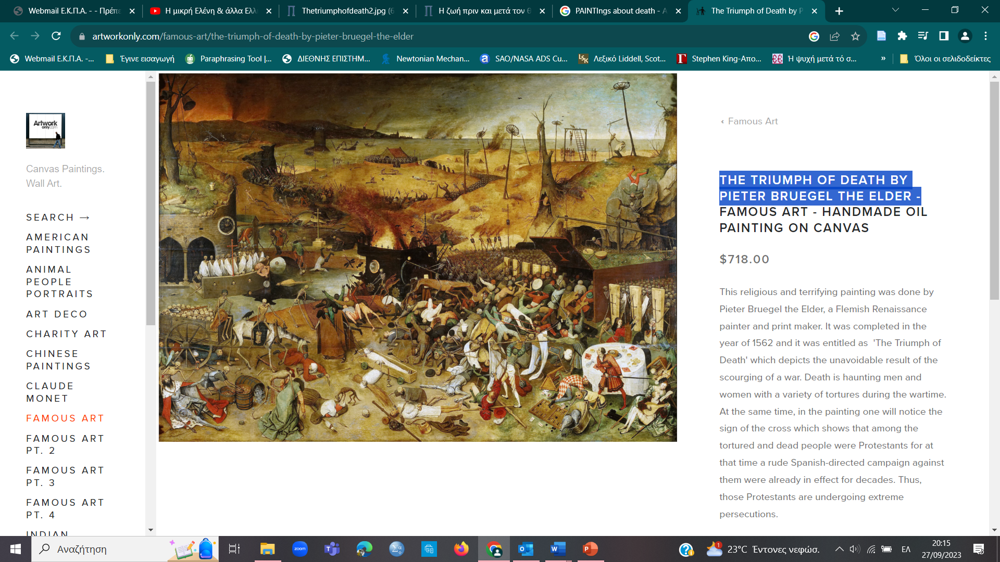 Webmail Ε.Κ.Π.Α. - - Πρέπε
Η μικρή Ελένη & άλλα Ελλ
Thetriumphofdeath2.jpg (6
Η ζωή πριν και μετά τον θ
PAINTIngs about death - Α
The Triumph of Death by P
artworkonly.com/famous-art/the-triumph-of-death-by-pieter-bruegel-the-elder
Webmail Ε.Κ.Π.Α. -...
Έγινε εισαγωγή
Paraphrasing Tool |...
ΔΙΕΘΝΗΣ ΕΠΙΣΤΗΜ...
Newtonian Mechan...
SAO/NASA ADS Cu...
Λεξικό Liddell, Scot...
Stephen King-Απο...
Ἡ ψυχή μετά τό σ...
»
Όλοι οι σελιδοδείκτες
Artwork
only.com
Canvas Paintings.
Wall Art.
SEARCH →
AMERICAN
PAINTINGS
ANIMAL
PEOPLE
PORTRAITS
ART DECO
CHARITY ART
CHINESE
PAINTINGS
CLAUDE
MONET
FAMOUS ART
FAMOUS ART
PT. 2
FAMOUS ART
PT. 3
FAMOUS ART
PT. 4
INDIAN
‹ Famous Art
THE TRIUMPH OF DEATH BY
PIETER BRUEGEL THE ELDER -
FAMOUS ART - HANDMADE OIL
PAINTING ON CANVAS
$718.00
This religious and terrifying painting was done by
Pieter Bruegel the Elder, a Flemish Renaissance
painter and print maker. It was completed in the
year of 1562 and it was entitled as 'The Triumph of
Death' which depicts the unavoidable result of the
scourging of a war. Death is haunting men and
women with a variety of tortures during the wartime.
At the same time, in the painting one will notice the
sign of the cross which shows that among the
tortured and dead people were Protestants for at
that time a rude Spanish-directed campaign against
them were already in effect for decades. Thus,
those Protestants are undergoing extreme
persecutions.
Αναζήτηση
zoom
23°C Έντονες νεφώσ.
ΕΛ
20:15
27/09/2023